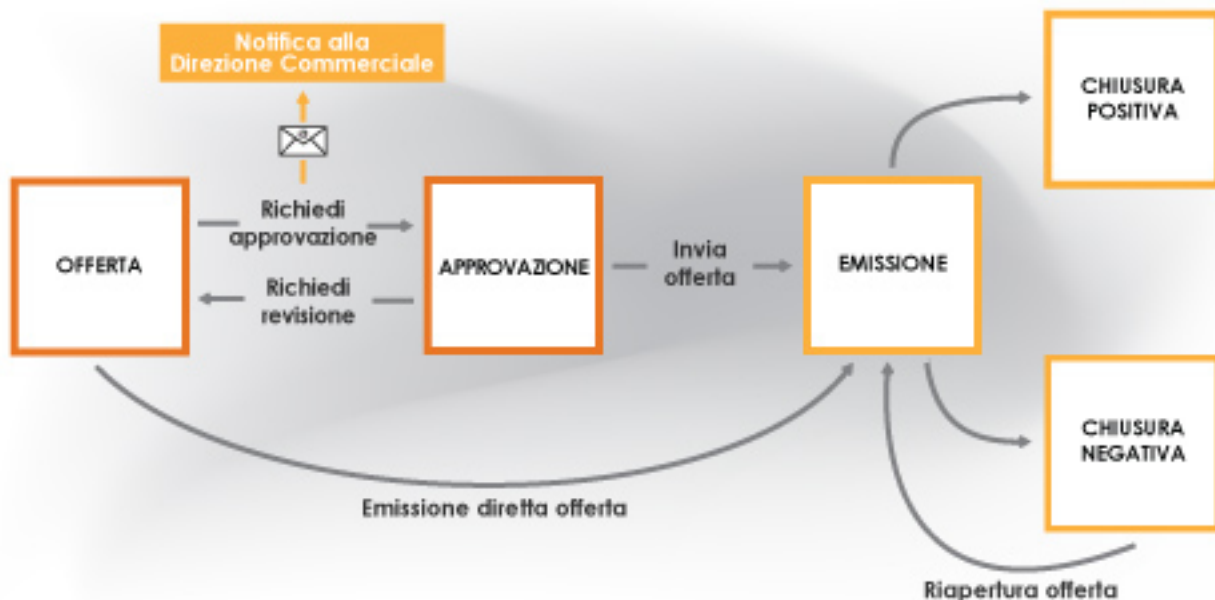 Notifica alla
Direzione Commerciale
CHIUSURA
POSITIVA
Richiedi
approvazione
OFFERTA
APPROVAZIONE
Invia
offerta
EMISSIONE
Richiedi
revisione
CHIUSURA
NEGATIVA
Emissione diretta offerta
Riapertura offerta